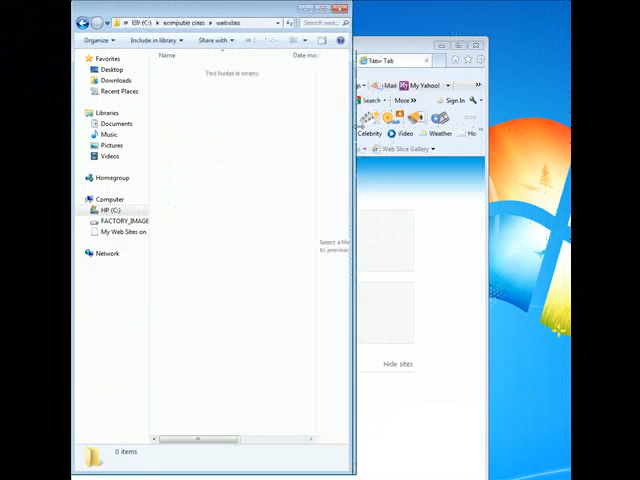 (C:) ▸ computer class ▸ websites
Search web...
Organize ▾ Include in library ▾ Share with ▾
Name Date mo
This folder is empty.
Favorites
Desktop
Downloads
Recent Places
Libraries
Documents
Music
Pictures
Videos
Homegroup
Computer
HP (C:)
FACTORY_IMAGE
My Web Sites on
Network
Select a file
to preview
0 items
New Tab
Mail My Yahoo!
Search More >> Sign In
Celebrity Video Weather Ho
Web Slice Gallery ▾
Hide sites